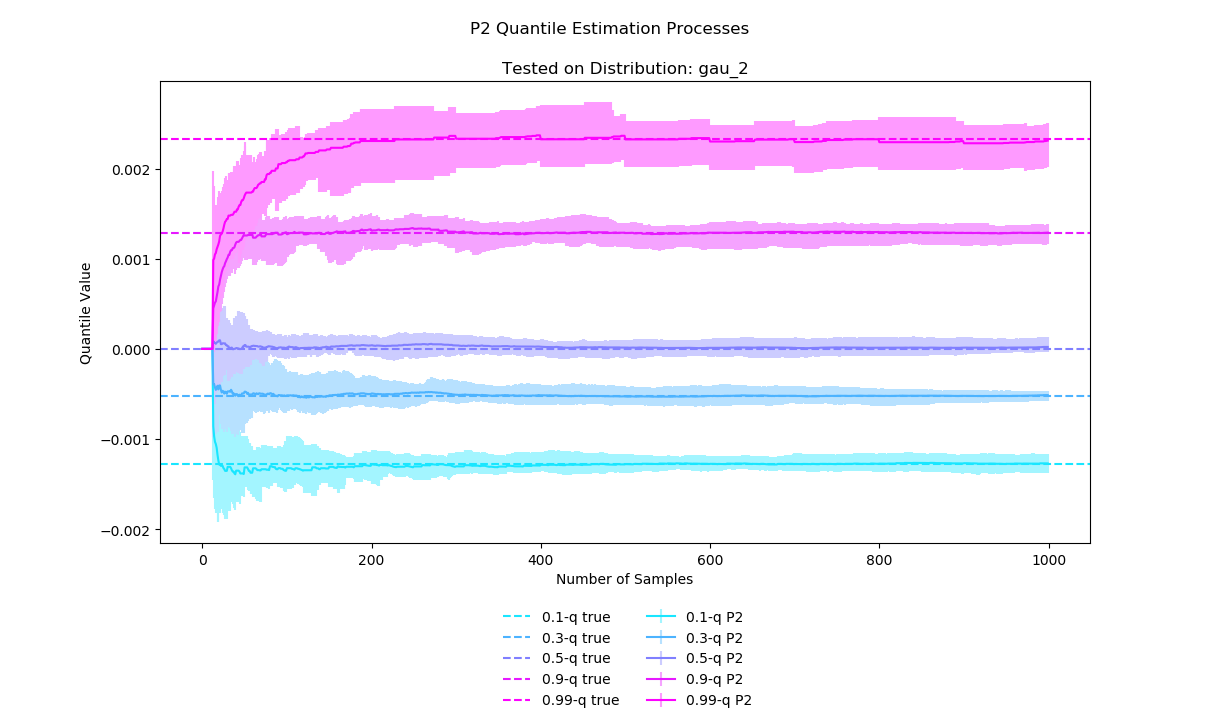 P2 Quantile Estimation Processes
Tested on Distribution: gau_2
Quantile Value
0.002
0.001
0.000
−0.001
−0.002
0 200 400 600 800 1000
Number of Samples
0.1-q true 0.1-q P2
0.3-q true 0.3-q P2
0.5-q true 0.5-q P2
0.9-q true 0.9-q P2
0.99-q true 0.99-q P2